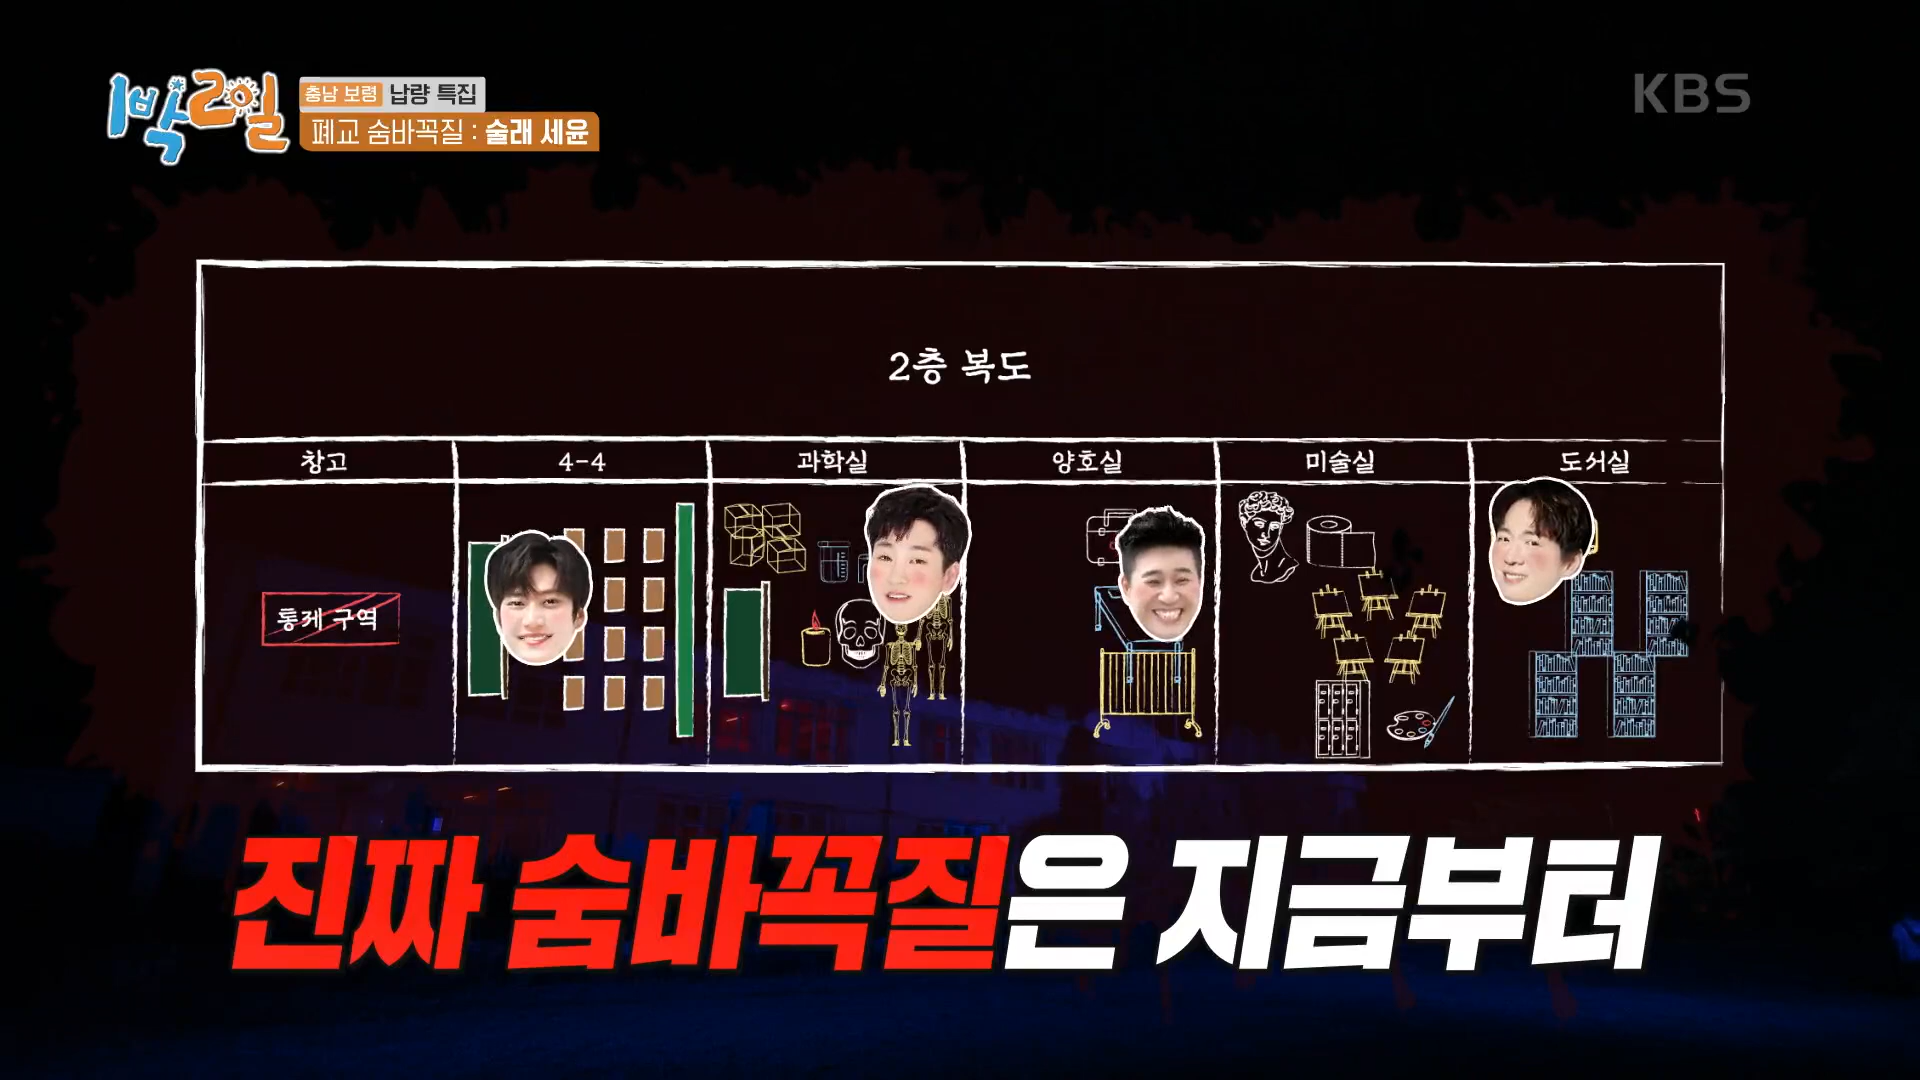 1박2일
충남 보령 납량 특집
폐교 숨바꼭질 : 술래 세윤
KBS
2층 복도
창고 4-4 과학실 양호실 미술실 도서실
통제 구역
진짜 숨바꼭질은 지금부터